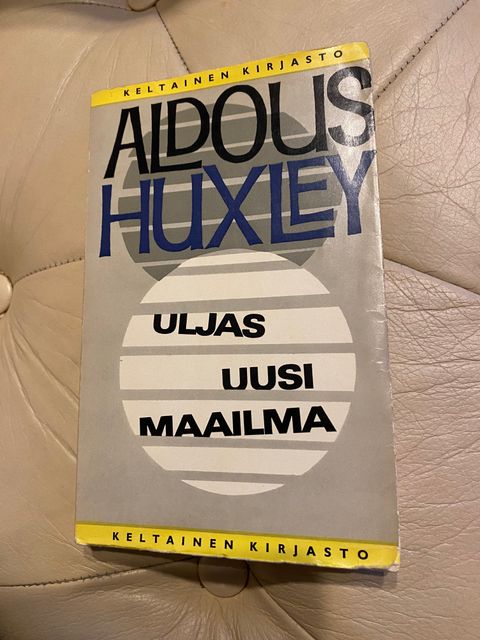 KELTAINEN KIRJASTO
ALDOUS
HUXLEY
ULJAS
UUSI
MAAILMA
KELTAINEN KIRJASTO